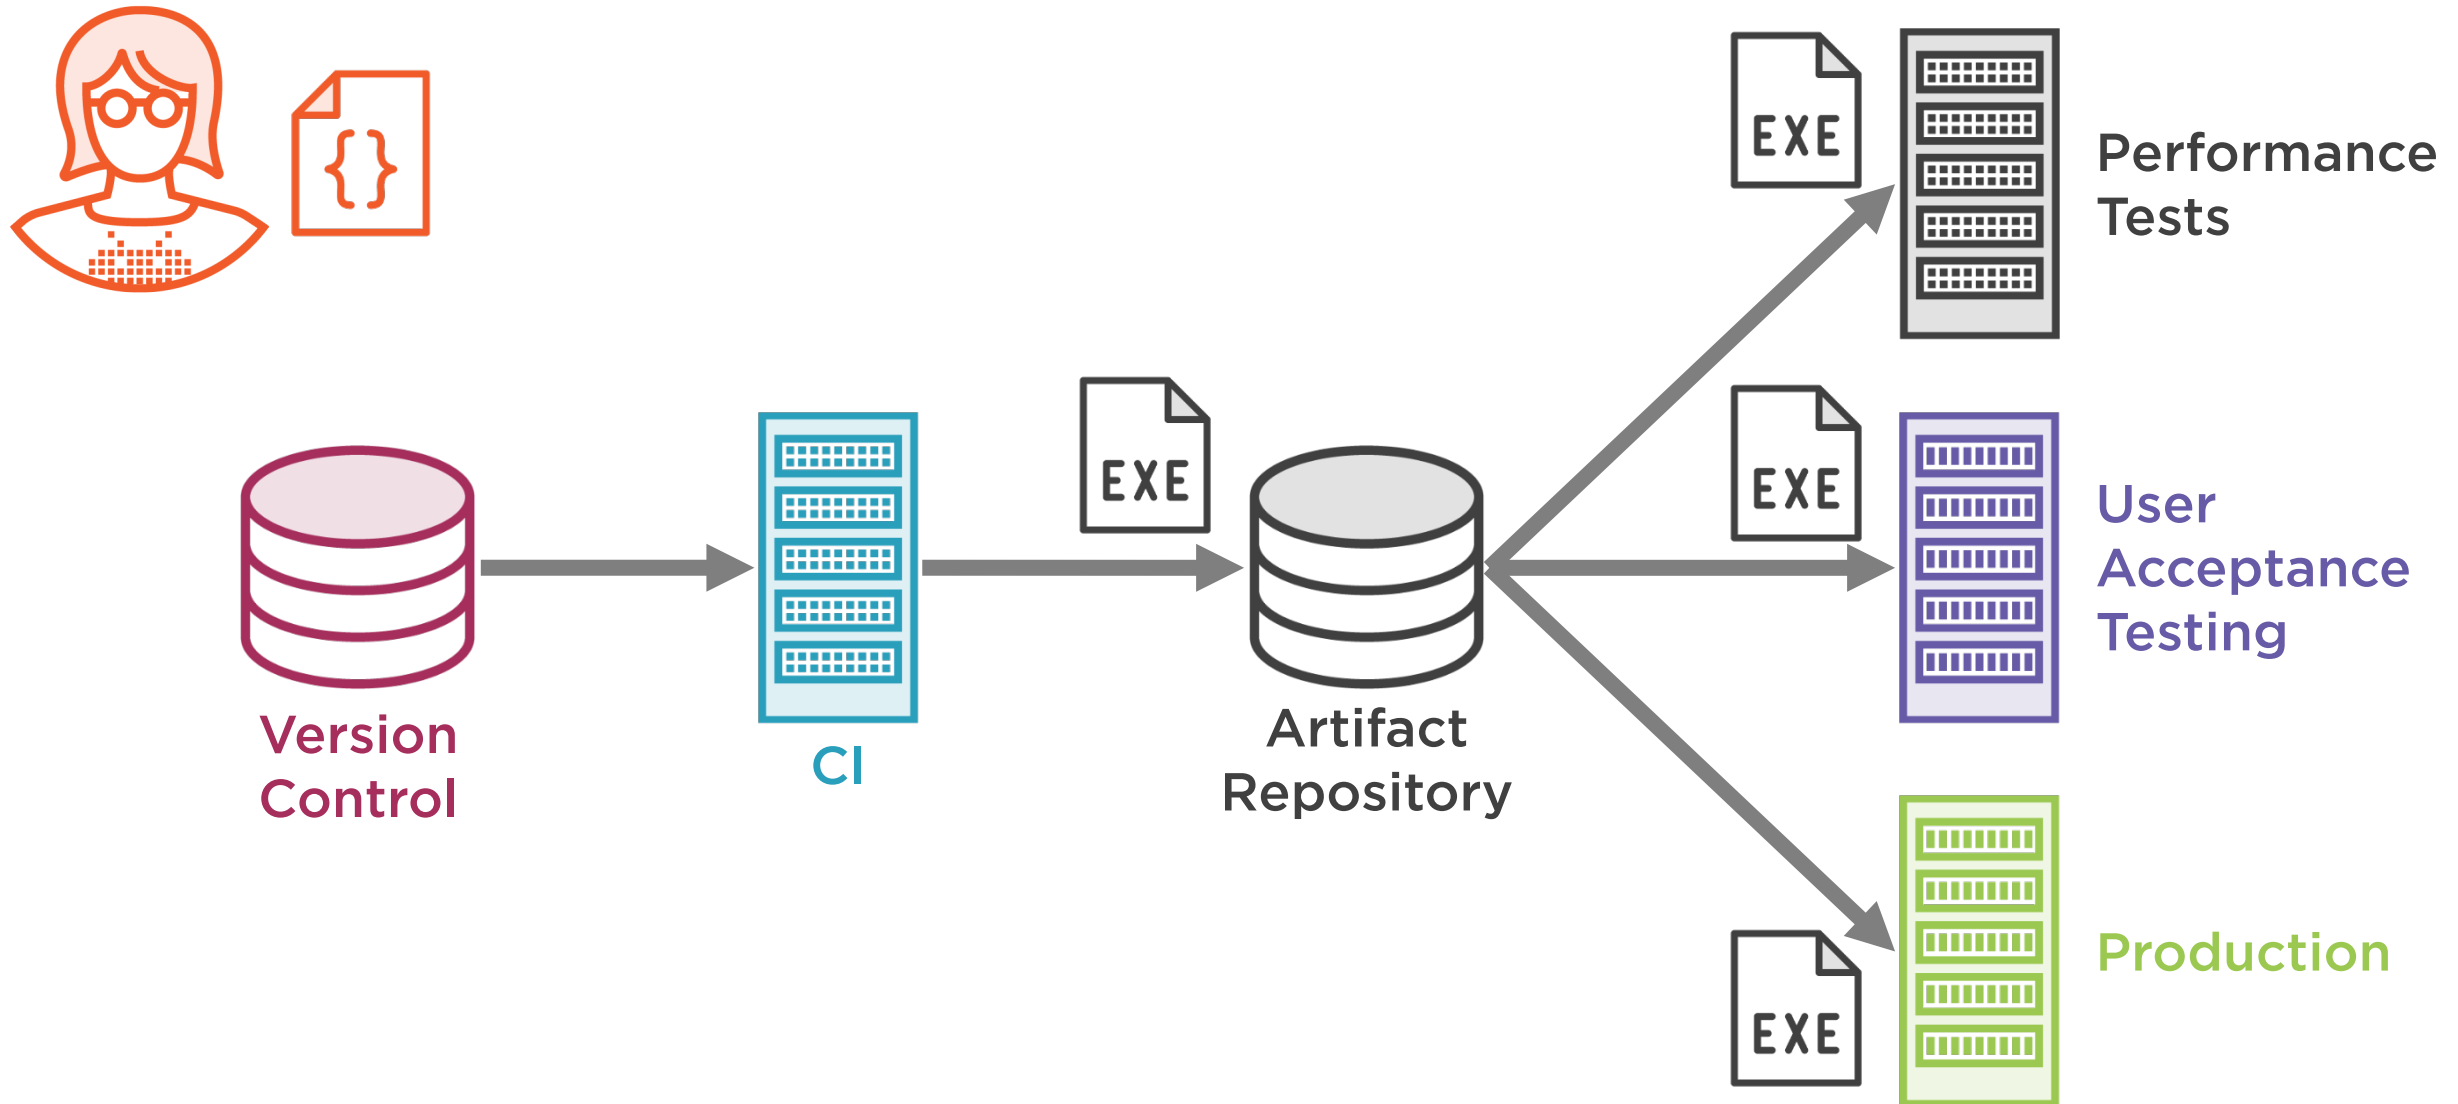 {}
EXE
Performance
Tests
EXE
EXE
User
Acceptance
Testing
Version
Control
CI
Artifact
Repository
EXE
Production